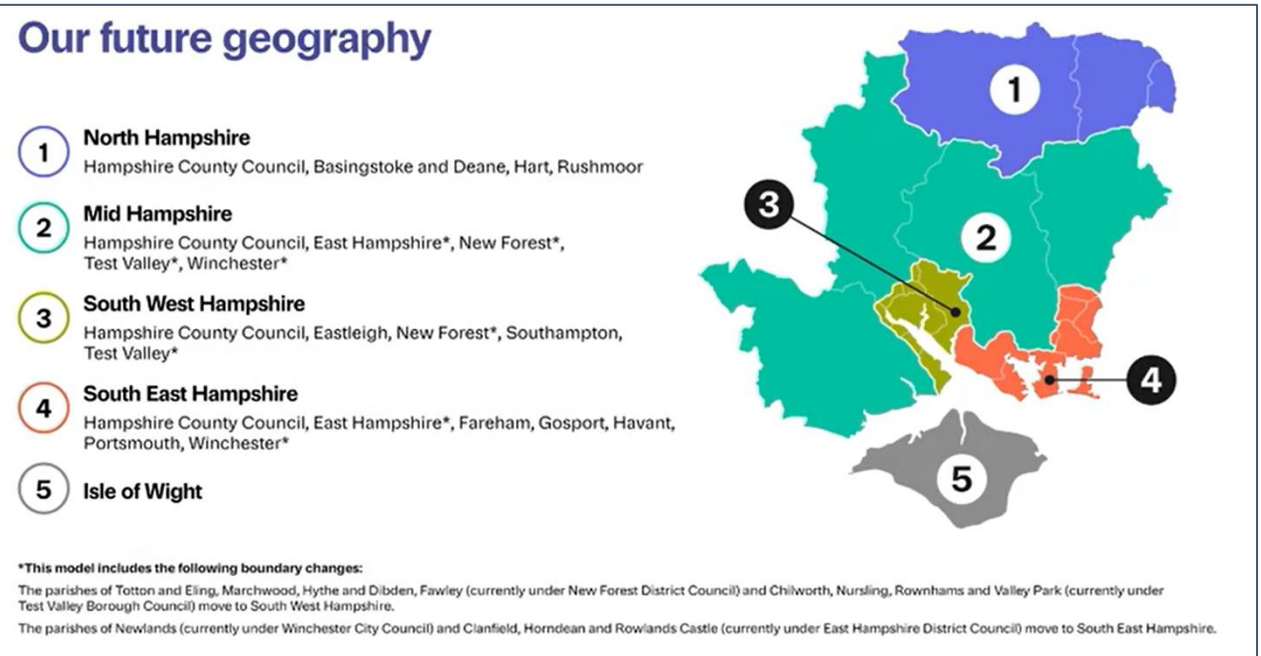 Our future geography
1
North Hampshire
Hampshire County Council, Basingstoke and Deane, Hart, Rushmoor
2
Mid Hampshire
Hampshire County Council, East Hampshire*, New Forest*,
Test Valley*, Winchester*
3
South West Hampshire
Hampshire County Council, Eastleigh, New Forest*, Southampton,
Test Valley*
4
South East Hampshire
Hampshire County Council, East Hampshire*, Fareham, Gosport, Havant,
Portsmouth, Winchester*
5
Isle of Wight
1
3
2
4
5
*This model includes the following boundary changes:
The parishes of Totton and Eling, Marchwood, Hythe and Dibden, Fawley (currently under New Forest District Council) and Chilworth, Nursling, Rownhams and Valley Park (currently under
Test Valley Borough Council) move to South West Hampshire.
The parishes of Newlands (currently under Winchester City Council) and Clanfield, Horndean and Rowlands Castle (currently under East Hampshire District Council) move to South East Hampshire.